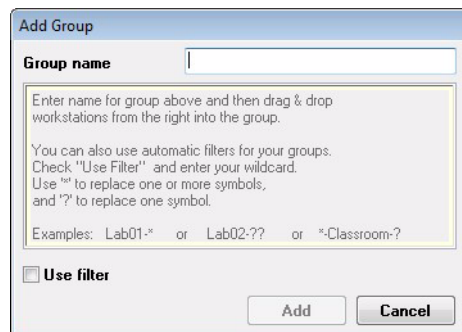 Add Group
Group name
Enter name for group above and then drag & drop
workstations from the right into the group.
You can also use automatic filters for your groups.
Check "Use Filter" and enter your wildcard.
Use '*' to replace one or more symbols,
and '?' to replace one symbol.
Examples: Lab01-* or Lab02-?? or *-Classroom-?
Use filter
Add Cancel